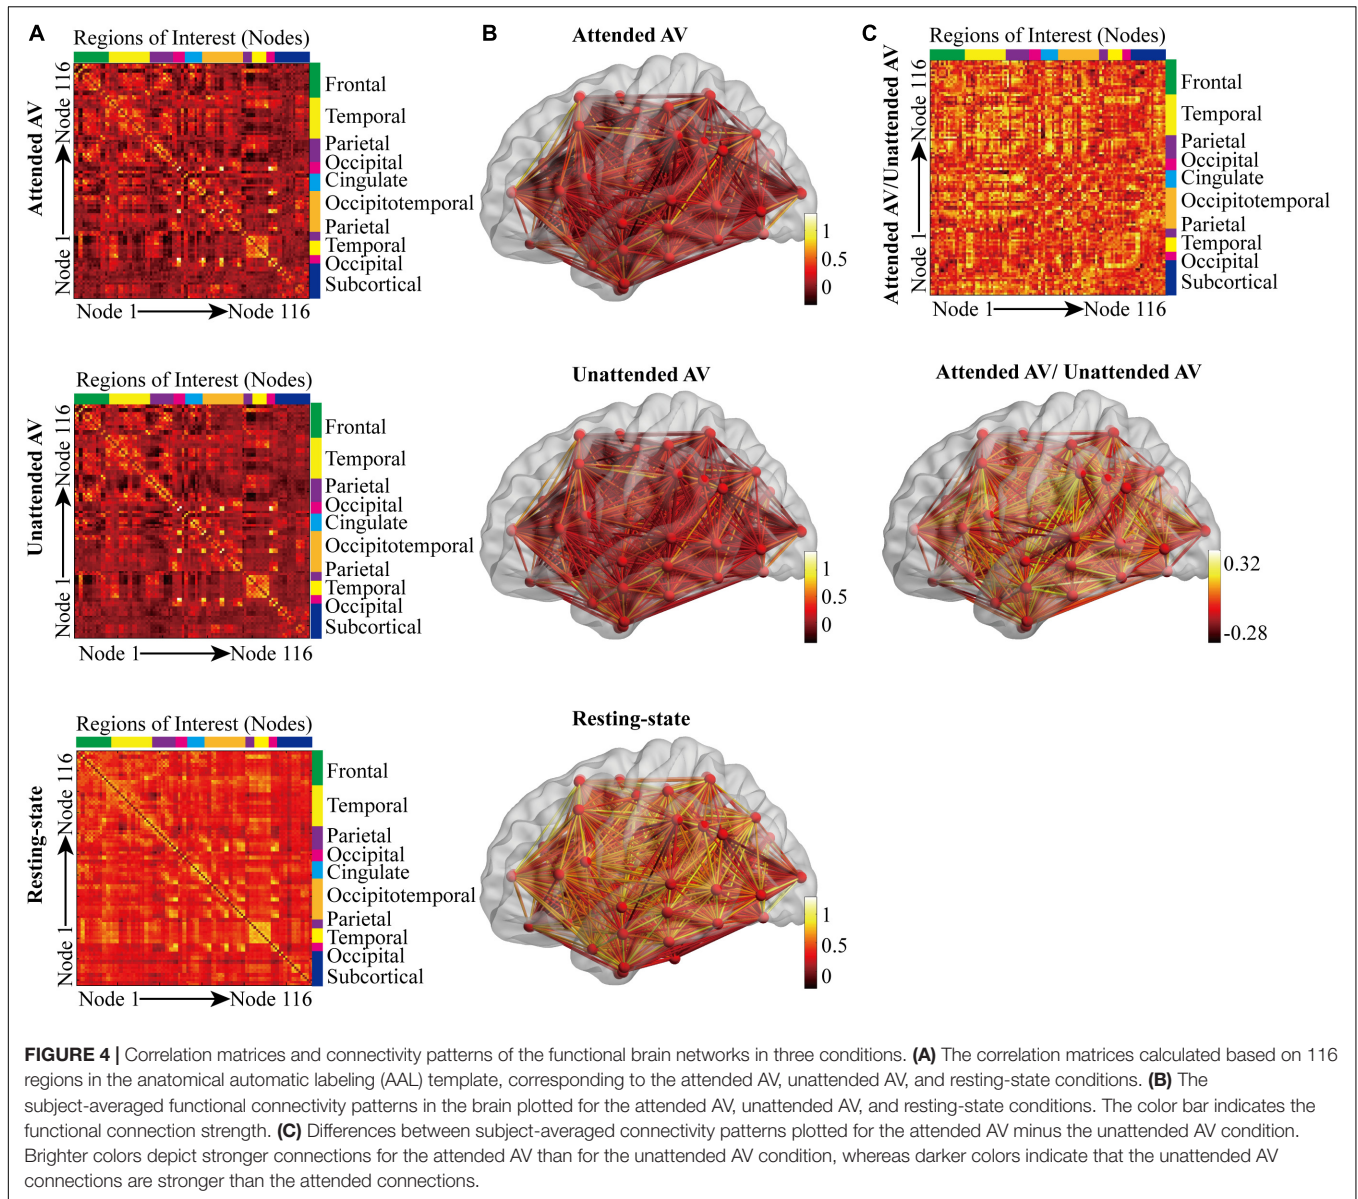 A
Regions of Interest (Nodes)
Attended AV
Node 1
Node 116
Frontal
Temporal
Parietal
Occipital
Cingulate
Occipitotemporal
Parietal
Temporal
Occipital
Subcortical
Node 1
Node 116
B
Attended AV
1
0.5
0
C
Regions of Interest (Nodes)
Attended AV/Unattended AV
Node 1
Node 116
Frontal
Temporal
Parietal
Occipital
Cingulate
Occipitotemporal
Parietal
Temporal
Occipital
Subcortical
Node 1
Node 116
Regions of Interest (Nodes)
Unattended AV
Node 1
Node 116
Frontal
Temporal
Parietal
Occipital
Cingulate
Occipitotemporal
Parietal
Temporal
Occipital
Subcortical
Node 1
Node 116
Unattended AV
1
0.5
0
Attended AV/ Unattended AV
0.32
-0.28
Regions of Interest (Nodes)
Resting-state
Node 1
Node 116
Frontal
Temporal
Parietal
Occipital
Cingulate
Occipitotemporal
Parietal
Temporal
Occipital
Subcortical
Node 1
Node 116
Resting-state
1
0.5
0
FIGURE 4 | Correlation matrices and connectivity patterns of the functional brain networks in three conditions. (A) The correlation matrices calculated based on 116
regions in the anatomical automatic labeling (AAL) template, corresponding to the attended AV, unattended AV, and resting-state conditions. (B) The
subject-averaged functional connectivity patterns in the brain plotted for the attended AV, unattended AV, and resting-state conditions. The color bar indicates the
functional connection strength. (C) Differences between subject-averaged connectivity patterns plotted for the attended AV minus the unattended AV condition.
Brighter colors depict stronger connections for the attended AV than for the unattended AV condition, whereas darker colors indicate that the unattended AV
connections are stronger than the attended connections.